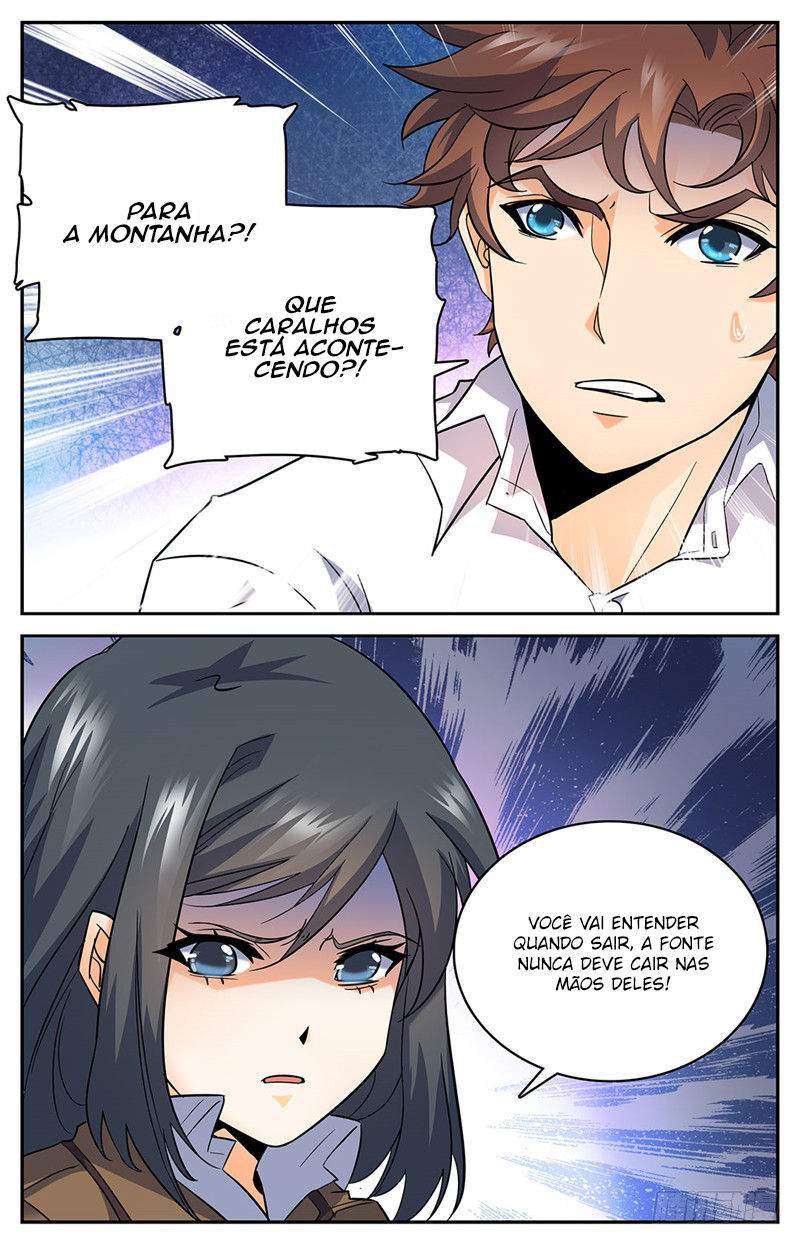 PARA
A MONTANHA?!
QUE
CARALHOS
ESTÁ ACONTE-
CENDO?!
VOCÊ VAI ENTENDER
QUANDO SAIR, A FONTE
NUNCA DEVE CAIR NAS
MÃOS DELES!